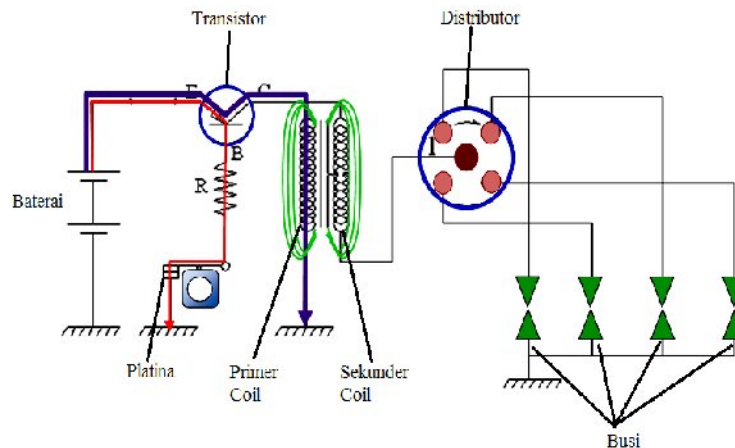 Transistor
Distributor
E
C
B
R
I
Baterai
Platina
Primer
Coil
Sekunder
Coil
Busi